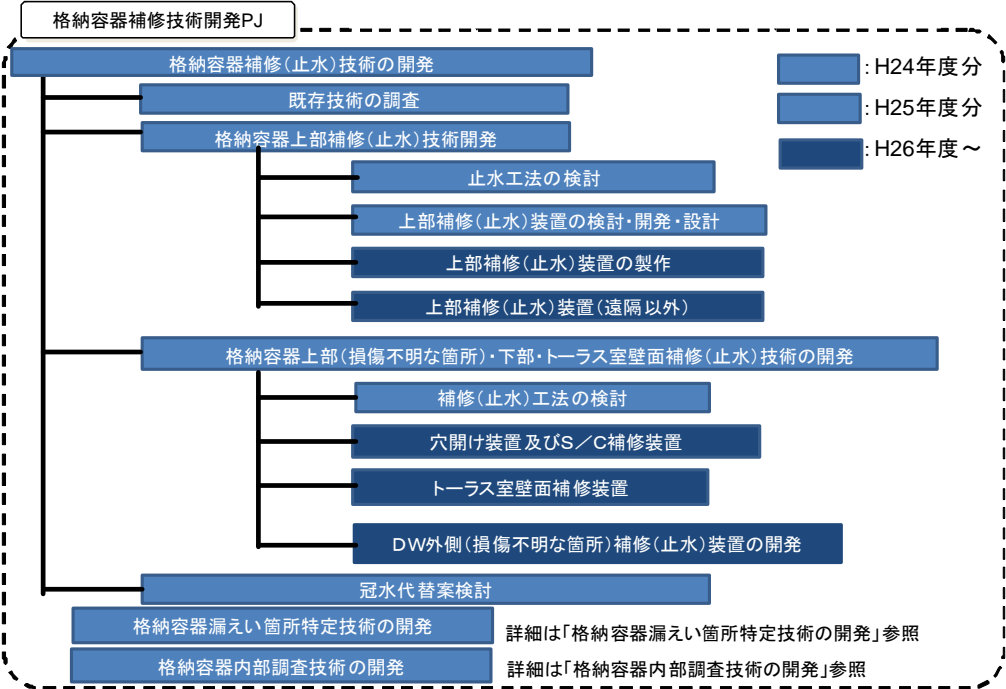 格納容器補修技術開発PJ
格納容器補修(止水)技術の開発
:H24年度分
既存技術の調査
:H25年度分
格納容器上部補修(止水)技術開発
:H26年度～
止水工法の検討
上部補修(止水)装置の検討・開発・設計
上部補修(止水)装置の製作
上部補修(止水)装置(遠隔以外)
格納容器上部(損傷不明な箇所)・下部・トーラス室壁面補修(止水)技術の開発
補修(止水)工法の検討
穴開け装置及びS／C補修装置
トーラス室壁面補修装置
DW外側(損傷不明な箇所)補修(止水)装置の開発
冠水代替案検討
格納容器漏えい箇所特定技術の開発 詳細は「格納容器漏えい箇所特定技術の開発」参照
格納容器内部調査技術の開発 詳細は「格納容器内部調査技術の開発」参照